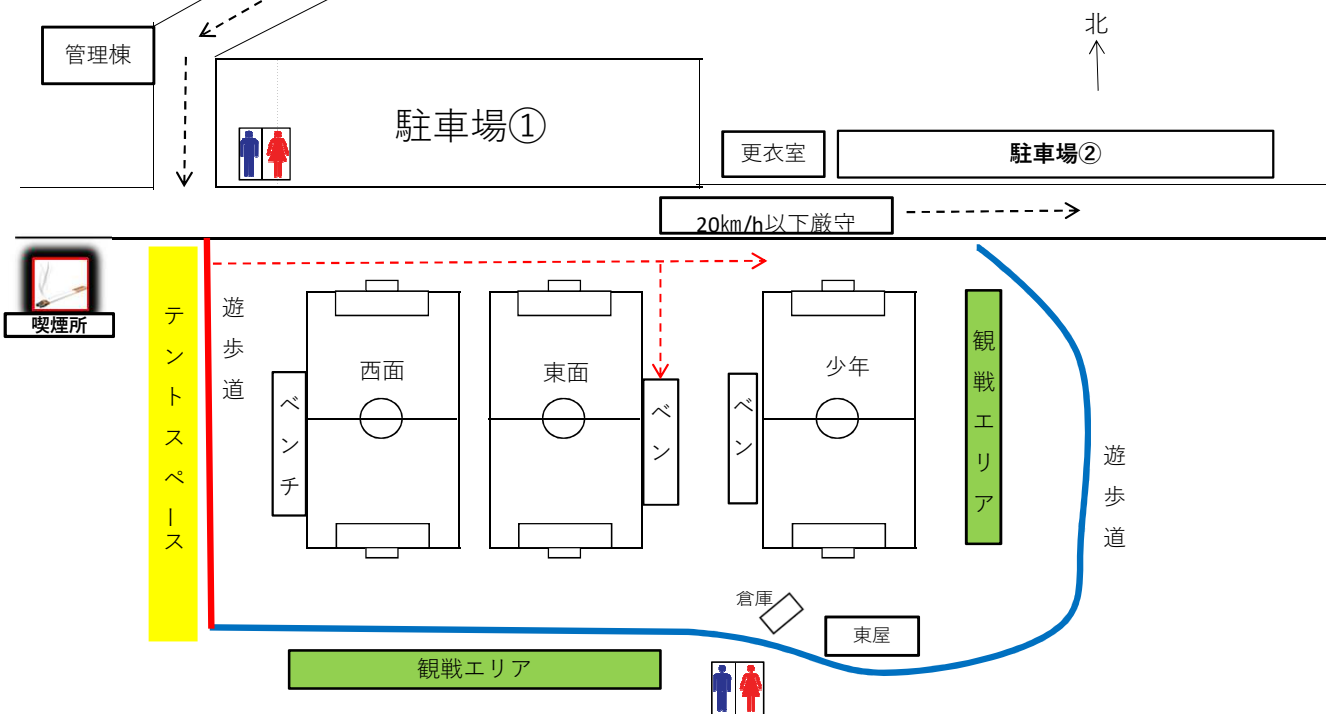 北
管理棟
駐車場①
更衣室
駐車場②
20㎞/h以下厳守
喫煙所
テントスペース
遊歩道
西面
東面
少年
ベンチ
ベン
ベン
観戦エリア
遊歩道
倉庫
東屋
観戦エリア